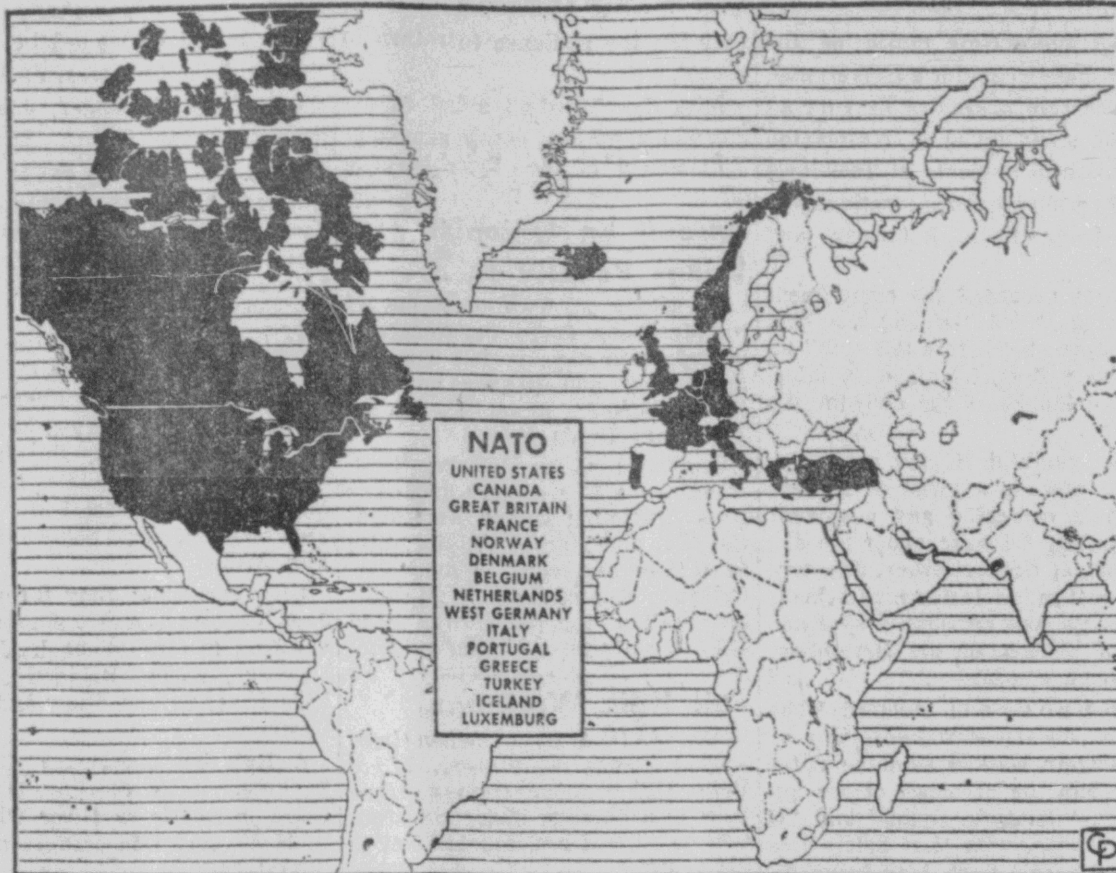 NATO
UNITED STATES
CANADA
GREAT BRITAIN
FRANCE
NORWAY
DENMARK
BELGIUM
NETHERLANDS
WEST GERMANY
ITALY
PORTUGAL
GREECE
TURKEY
ICELAND
LUXEMBURG
CP